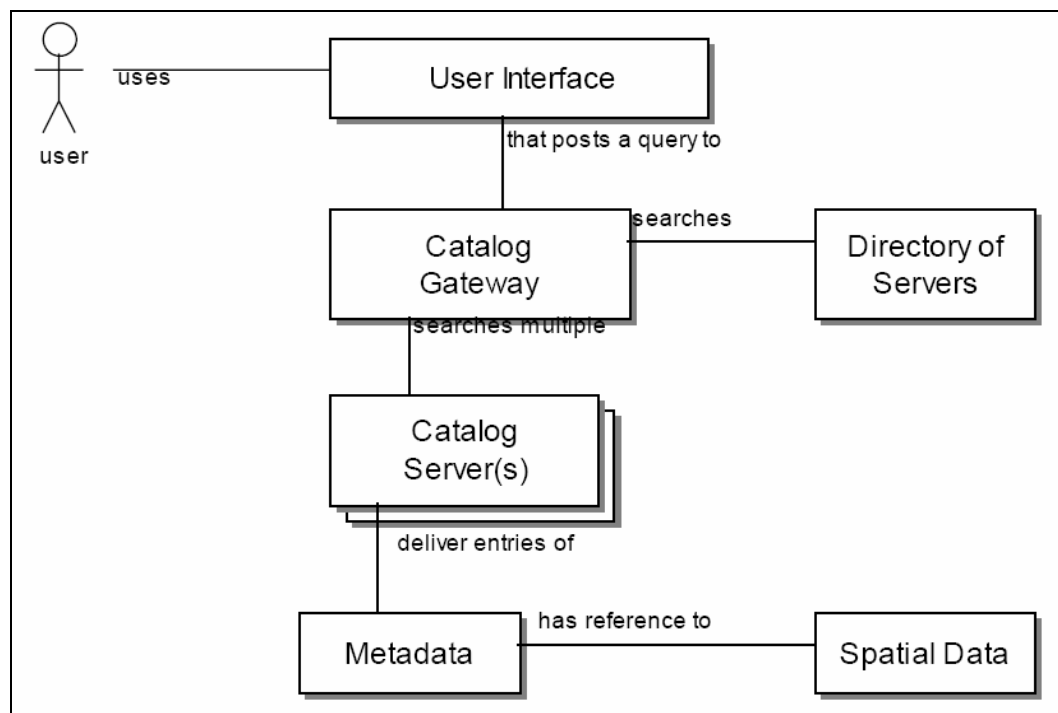 uses
User Interface
user
that posts a query to
searches
Catalog
Gateway
Directory of
Servers
searches multiple
Catalog
Server(s)
deliver entries of
has reference to
Metadata
Spatial Data